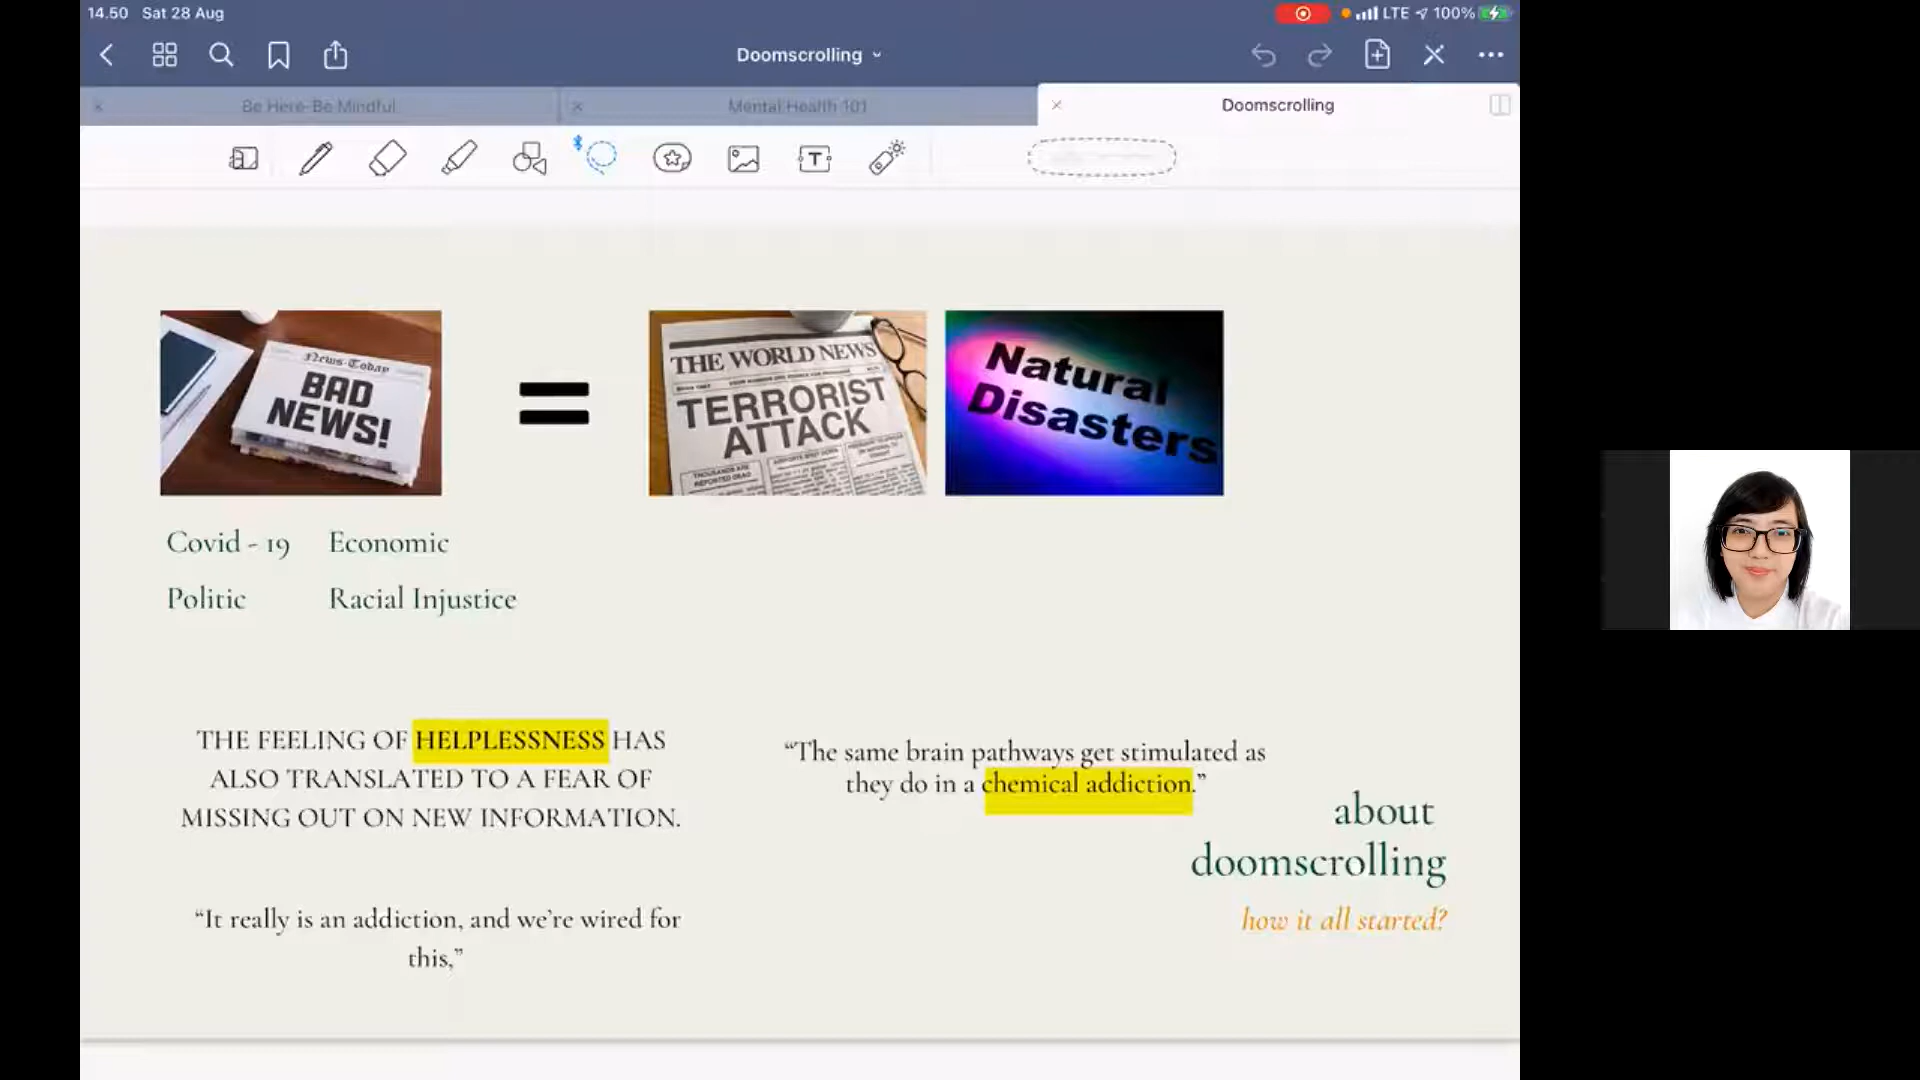 14.50 Sat 28 Aug
LTE 100%
Doomscrolling
Be Here-Be Mindful
Mental Health 101
Doomscrolling
T
News-Today
BAD
NEWS!
=
THE WORLD NEWS
TERRORIST
ATTACK
THOUSANDS ARE
REPORTED DEAD
Natural
Disasters
Covid - 19 Economic
Politic Racial Injustice
THE FEELING OF HELPLESSNESS HAS
ALSO TRANSLATED TO A FEAR OF
MISSING OUT ON NEW INFORMATION.
“It really is an addiction, and we’re wired for
this,”
“The same brain pathways get stimulated as
they do in a chemical addiction.”
about
doomscrolling
how it all started?